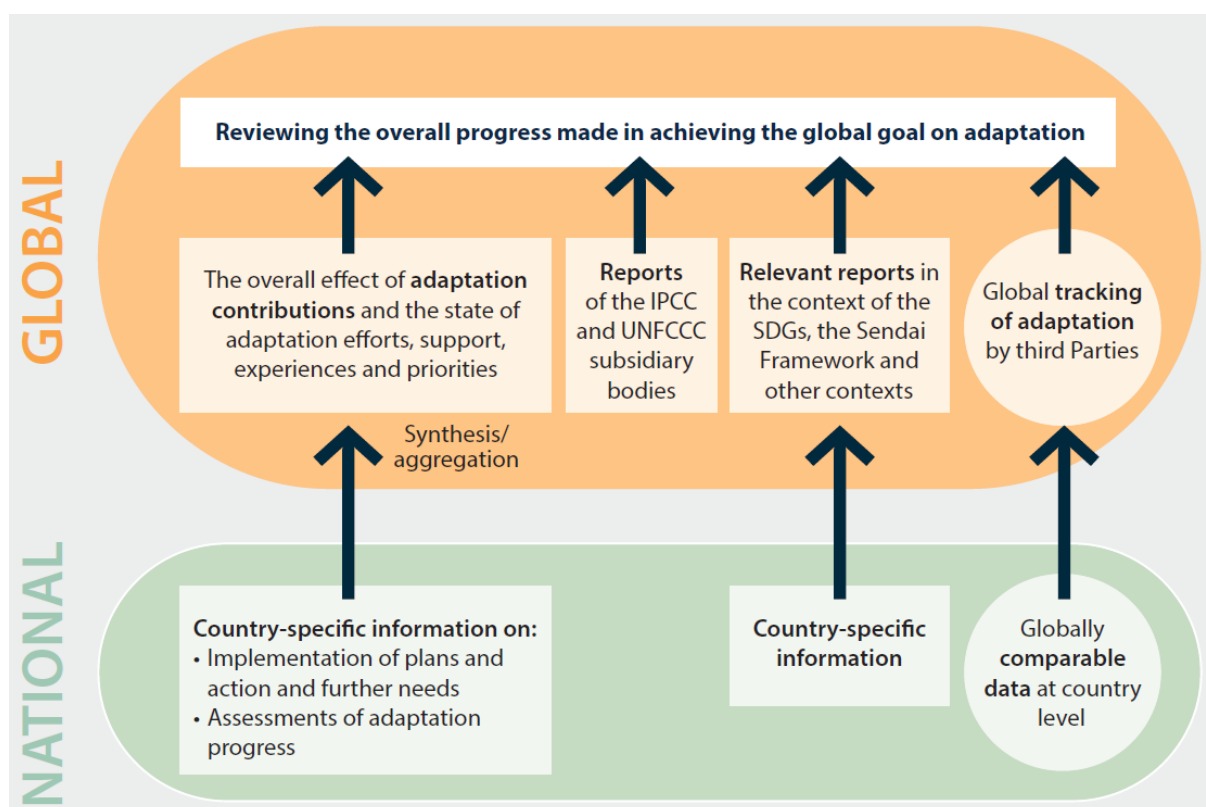 GLOBAL
Reviewing the overall progress made in achieving the global goal on adaptation
The overall effect of adaptation
contributions and the state of
adaptation efforts, support,
experiences and priorities
Reports
of the IPCC
and UNFCCC
subsidiary
bodies
Relevant reports in
the context of the
SDGs, the Sendai
Framework and
other contexts
Global tracking
of adaptation
by third Parties
Synthesis/
aggregation
NATIONAL
Country-specific information on:
• Implementation of plans and
action and further needs
• Assessments of adaptation
progress
Country-specific
information
Globally
comparable
data at country
level